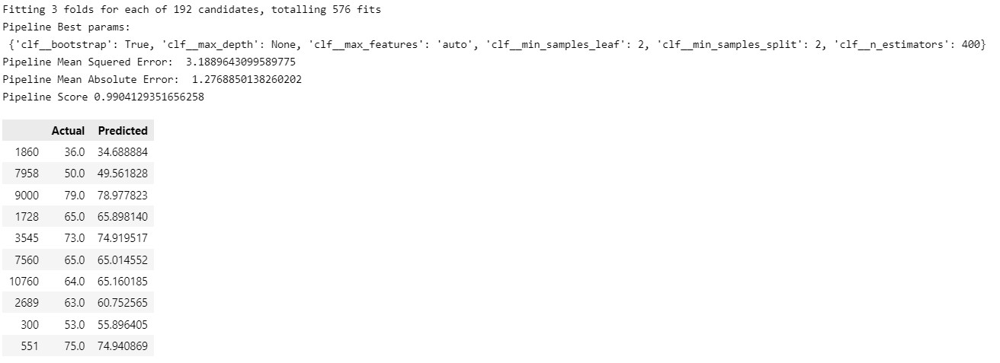 Fitting 3 folds for each of 192 candidates, totalling 576 fits
Pipeline Best params:
{'clf__bootstrap': True, 'clf__max_depth': None, 'clf__max_features': 'auto', 'clf__min_samples_leaf': 2, 'clf__min_samples_split': 2, 'clf__n_estimators': 400}
Pipeline Mean Squered Error: 3.1889643099589775
Pipeline Mean Absolute Error: 1.2768850138260202
Pipeline Score 0.9904129351656258
Actual Predicted
1860 36.0 34.688884
7958 50.0 49.561828
9000 79.0 78.977823
1728 65.0 65.898140
3545 73.0 74.919517
7560 65.0 65.014552
10760 64.0 65.160185
2689 63.0 60.752565
300 53.0 55.896405
551 75.0 74.940869